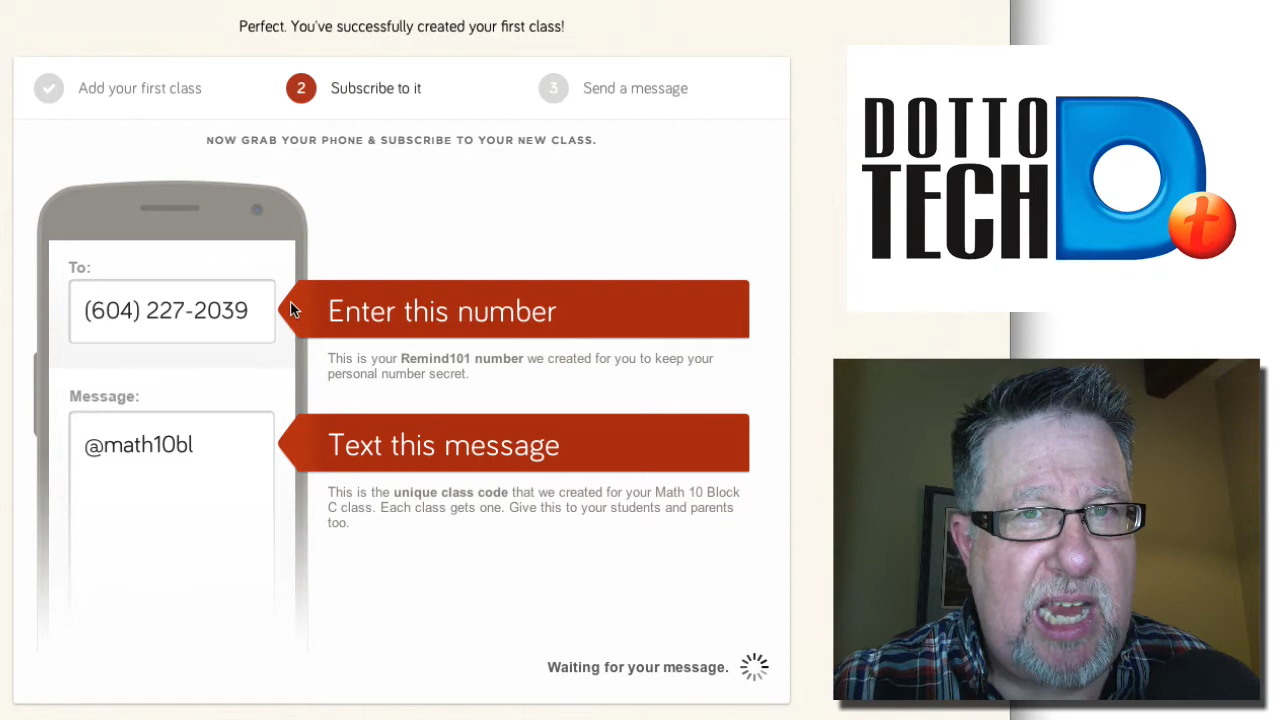 Perfect. You've successfully created your first class!
Add your first class
2 Subscribe to it
3 Send a message
NOW GRAB YOUR PHONE & SUBSCRIBE TO YOUR NEW CLASS.
To:
(604) 227-2039
Enter this number
This is your Remind101 number we created for you to keep your
personal number secret.
Message:
@math10bl
Text this message
This is the unique class code that we created for your Math 10 Block
C class. Each class gets one. Give this to your students and parents
too.
Waiting for your message.
DOTTO
TECH
D t